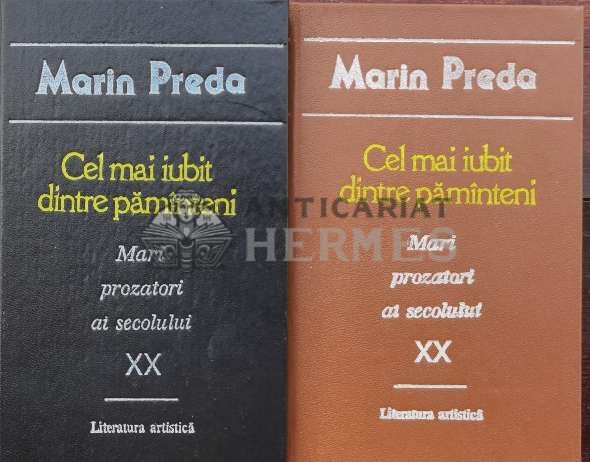 Marin Preda
Cel mai iubit
dintre pămînteni
Mari
prozatori
ai secolului
XX
Literatura artistică
Marin Preda
Cel mai iubit
dintre pămînteni
Mari
prozatori
ai secolului
XX
Literatura artistică
ANTICARIAT
HERMES